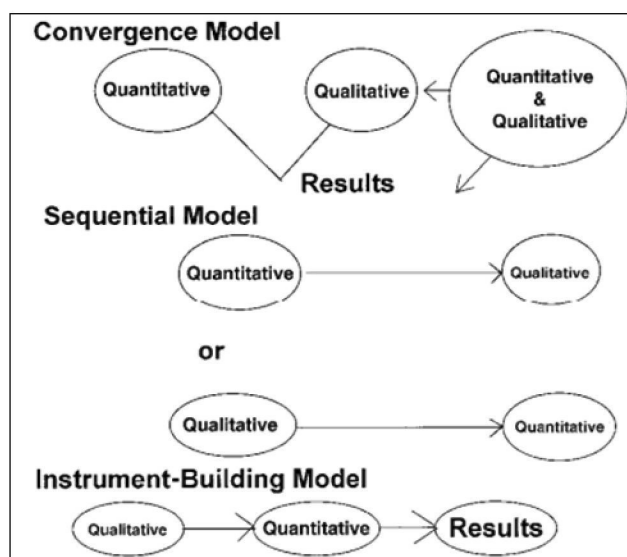 Convergence Model
Quantitative
Qualitative
Quantitative
&
Qualitative
Results
Sequential Model
Quantitative
Qualitative
or
Qualitative
Quantitative
Instrument-Building Model
Qualitative
Quantitative
Results